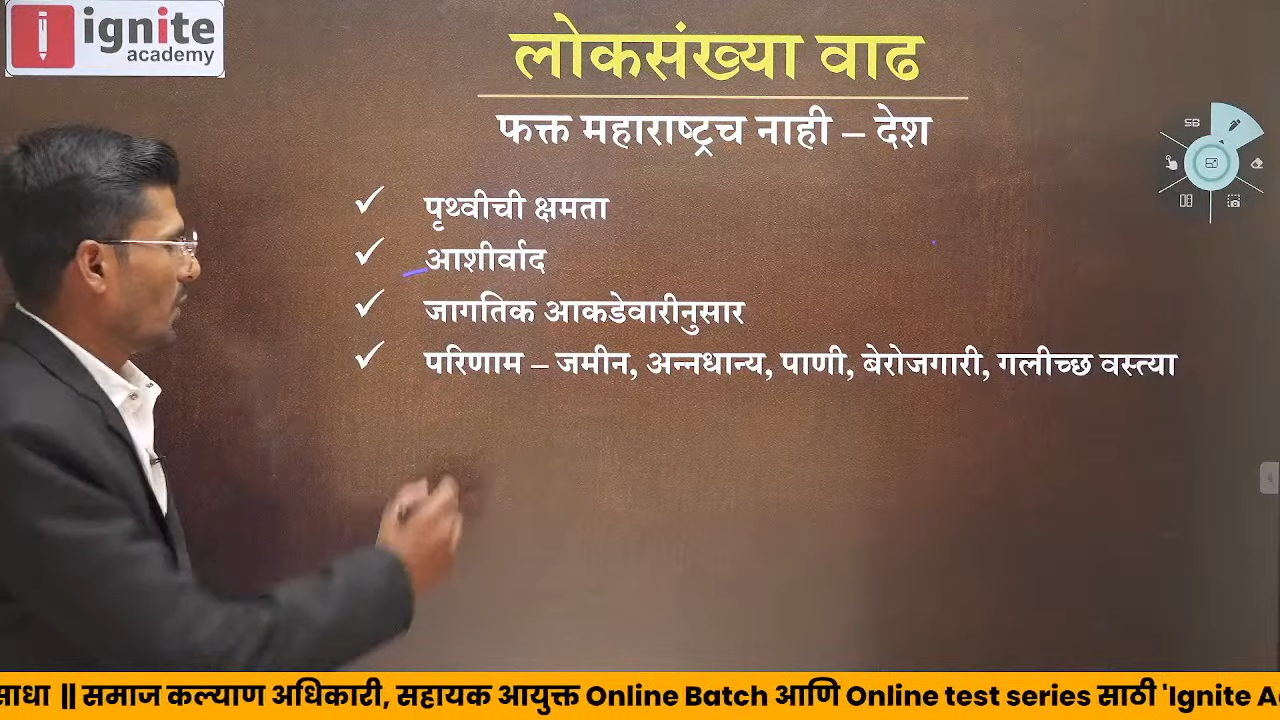 ignite
academy
लोकसंख्या वाढ
फक्त महाराष्ट्रच नाही – देश
SB
✓ पृथ्वीची क्षमता
✓ आशीर्वाद
✓ जागतिक आकडेवारीनुसार
✓ परिणाम – जमीन, अन्नधान्य, पाणी, बेरोजगारी, गलीच्छ वस्त्या
साधा || समाज कल्याण अधिकारी, सहायक आयुक्त Online Batch आणि Online test series साठी 'Ignite A